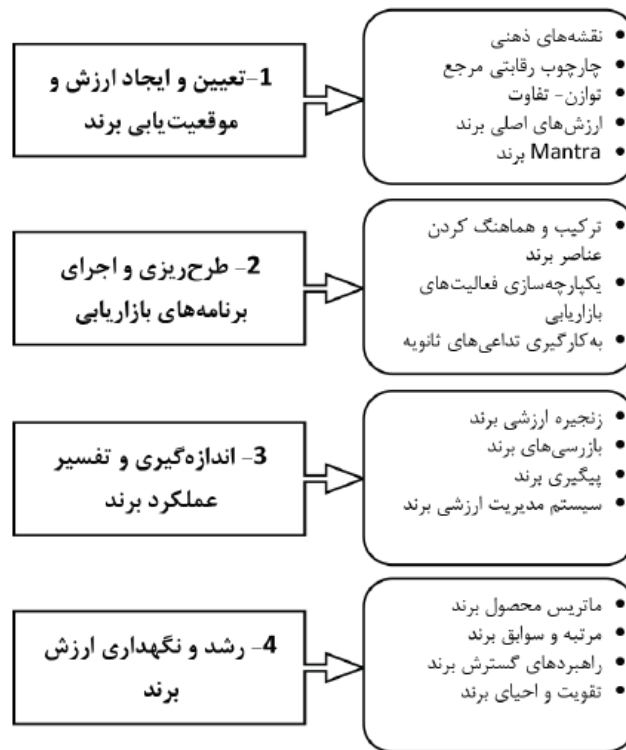 1-تعیین و ایجاد ارزش و
موقعیت‌یابی برند
نقشه‌های ذهنی
چارچوب رقابتی مرجع
توازن- تفاوت
ارزش‌های اصلی برند
Mantra برند
2- طرح‌ریزی و اجرای
برنامه‌های بازاریابی
ترکیب و هماهنگ کردن
عناصر برند
یکپارچه‌سازی فعالیت‌های
بازاریابی
به‌کارگیری تداعی‌های ثانویه
3- اندازه‌گیری و تفسیر
عملکرد برند
زنجیره ارزشی برند
بازرسی‌های برند
پیگیری برند
سیستم مدیریت ارزشی برند
4- رشد و نگهداری ارزش
برند
ماتریس محصول برند
مرتبه و سوابق برند
راهبردهای گسترش برند
تقویت و احیای برند